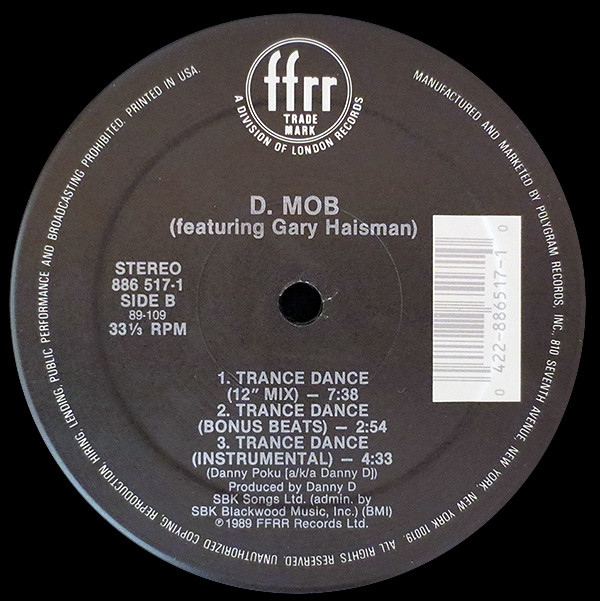 ffrr
TRADE
MARK
A DIVISION OF LONDON RECORDS
D. MOB
(featuring Gary Haisman)
STEREO
886 517-1
SIDE B
89-109
33⅓ RPM
0 422-886517-1 0
1. TRANCE DANCE
(12″ MIX) — 7:38
2. TRANCE DANCE
(BONUS BEATS) — 2:54
3. TRANCE DANCE
(INSTRUMENTAL) — 4:33
(Danny Poku [a/k/a Danny D])
Produced by Danny D
SBK Songs Ltd. (admin. by
SBK Blackwood Music, Inc.) (BMI)
℗1989 FFRR Records Ltd.
MANUFACTURED AND MARKETED BY POLYGRAM RECORDS INC., 810 SEVENTH AVENUE, NEW YORK, NEW YORK 10019. ALL RIGHTS RESERVED. UNAUTHORIZED COPYING, REPRODUCTION, HIRING, LENDING, PUBLIC PERFORMANCE AND BROADCASTING PROHIBITED. PRINTED IN USA.